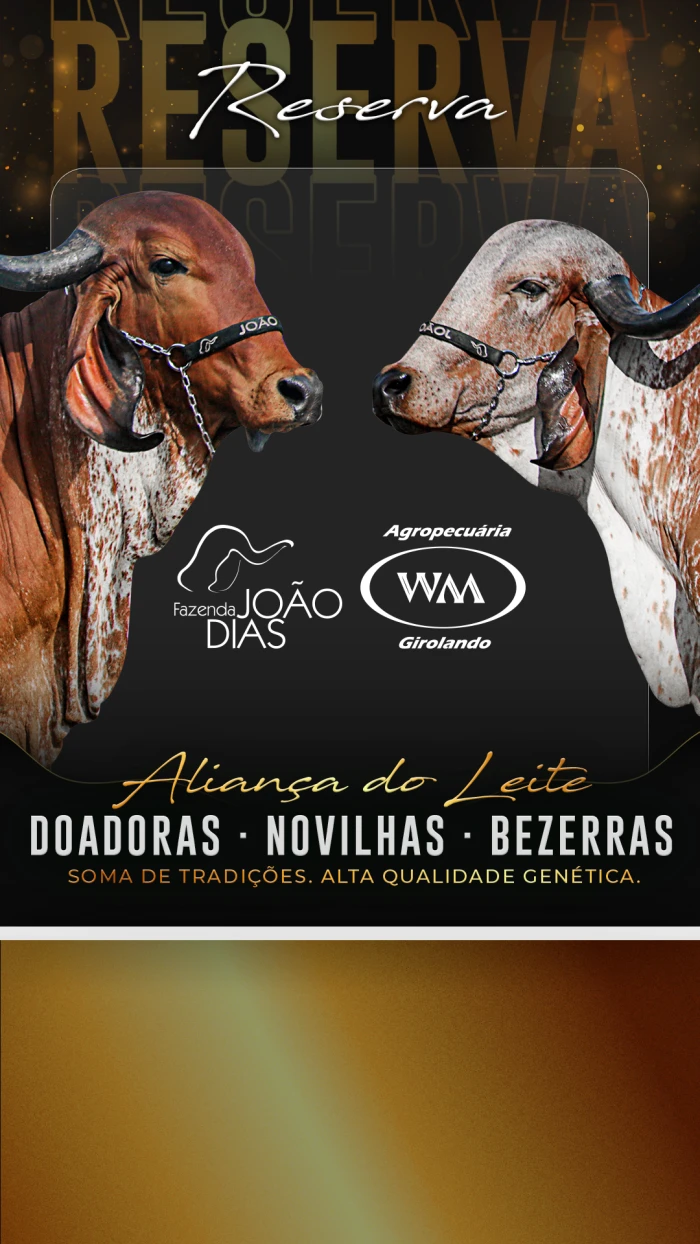 RESERVA
RESERVA
Reserva
RESERVA
JOÃO
JOÃO
Agropecuária
WM
Girolando
Fazenda JOÃO
DIAS
Aliança do Leite
DOADORAS · NOVILHAS · BEZERRAS
SOMA DE TRADIÇÕES. ALTA QUALIDADE GENÉTICA.